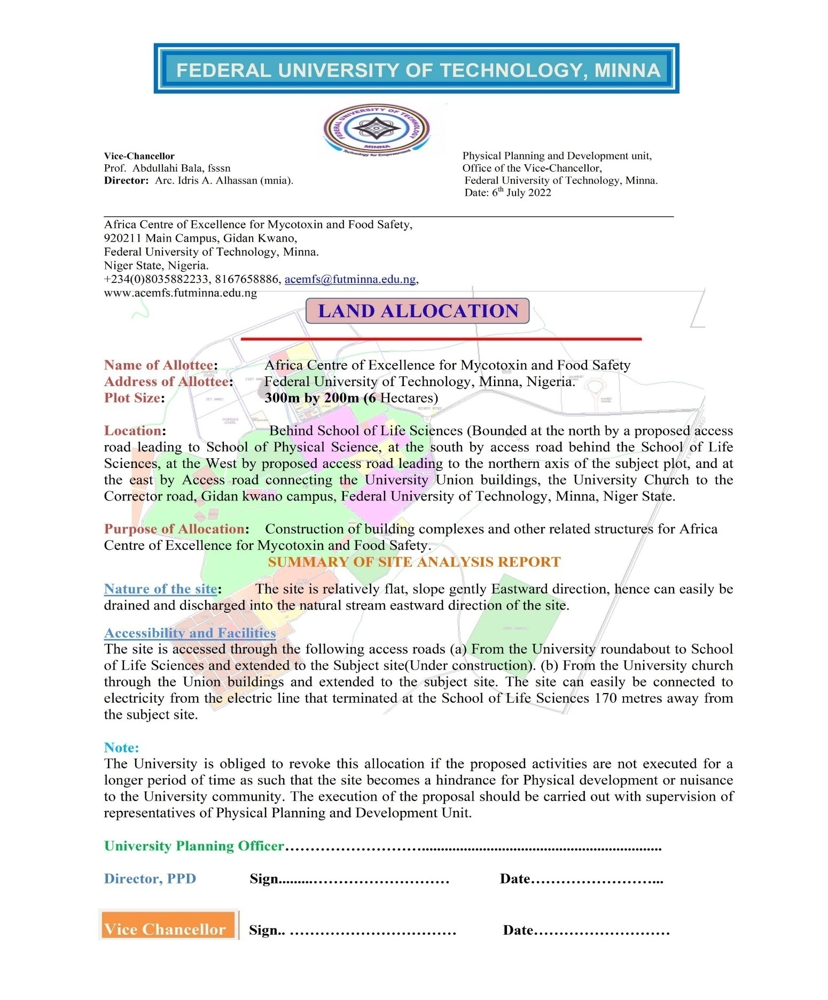 FEDERAL UNIVERSITY OF TECHNOLOGY, MINNA
FEDERAL UNIVERSITY OF TECHNOLOGY
MINNA
Technology for Empowerment
Vice-Chancellor
Prof. Abdullahi Bala, fsssn
Director: Arc. Idris A. Alhassan (mnia).
Physical Planning and Development unit,
Office of the Vice-Chancellor,
Federal University of Technology, Minna.
Date: 6th July 2022
Africa Centre of Excellence for Mycotoxin and Food Safety,
920211 Main Campus, Gidan Kwano,
Federal University of Technology, Minna.
Niger State, Nigeria.
+234(0)8035882233, 8167658886, acemfs@futminna.edu.ng,
www.acemfs.futminna.edu.ng
LAND ALLOCATION
Name of Allottee: Africa Centre of Excellence for Mycotoxin and Food Safety
Address of Allottee: Federal University of Technology, Minna, Nigeria.
Plot Size: 300m by 200m (6 Hectares)
Location: Behind School of Life Sciences (Bounded at the north by a proposed access
road leading to School of Physical Science, at the south by access road behind the School of Life
Sciences, at the West by proposed access road leading to the northern axis of the subject plot, and at
the east by Access road connecting the University Union buildings, the University Church to the
Corrector road, Gidan kwano campus, Federal University of Technology, Minna, Niger State.
Purpose of Allocation: Construction of building complexes and other related structures for Africa
Centre of Excellence for Mycotoxin and Food Safety.
SUMMARY OF SITE ANALYSIS REPORT
Nature of the site: The site is relatively flat, slope gently Eastward direction, hence can easily be
drained and discharged into the natural stream eastward direction of the site.
Accessibility and Facilities
The site is accessed through the following access roads (a) From the University roundabout to School
of Life Sciences and extended to the Subject site(Under construction). (b) From the University church
through the Union buildings and extended to the subject site. The site can easily be connected to
electricity from the electric line that terminated at the School of Life Sciences 170 metres away from
the subject site.
Note:
The University is obliged to revoke this allocation if the proposed activities are not executed for a
longer period of time as such that the site becomes a hindrance for Physical development or nuisance
to the University community. The execution of the proposal should be carried out with supervision of
representatives of Physical Planning and Development Unit.
University Planning Officer................................................................
Director, PPD Sign.................................... Date...........................
Vice Chancellor Sign.. ................................. Date...........................